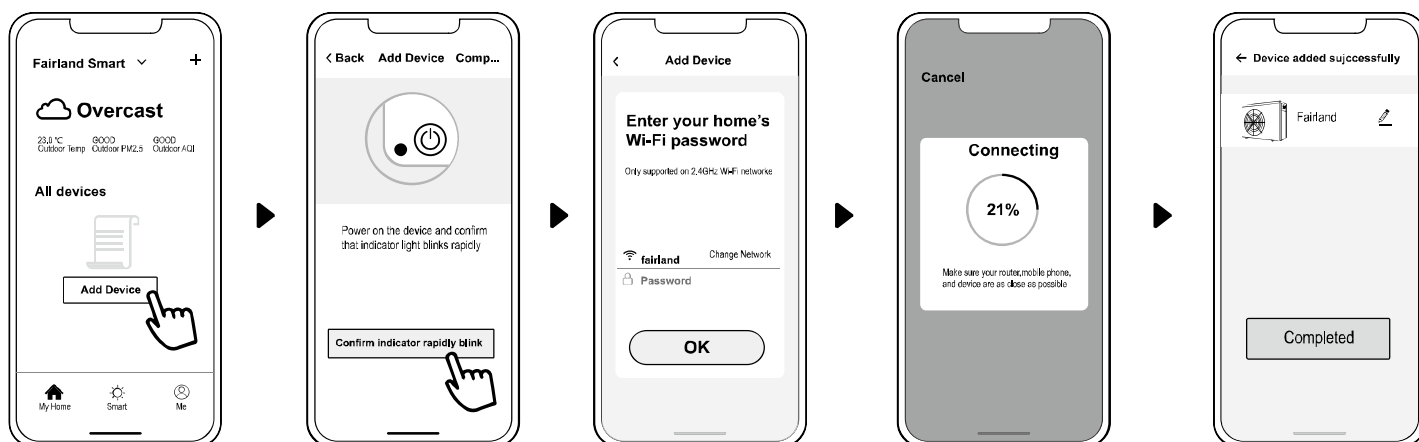 Fairland Smart
+
Overcast
23,0 °C GOOD GOOD
Outdoor Temp Outdoor PM2.5 Outdoor AQI
All devices
Add Device
My Home Smart Me
< Back Add Device Comp...
Power on the device and confirm
that indicator light blinks rapidly
Confirm indicator rapidly blink
< Add Device
Enter your home's
Wi-Fi password
Only supported on 2,4GHz Wi-Fi networke
fairland Change Network
Password
OK
Cancel
Connecting
21%
Make sure your router,mobile phone,
and device are as close as possible
← Device added sujccessfully
Fairland
Completed